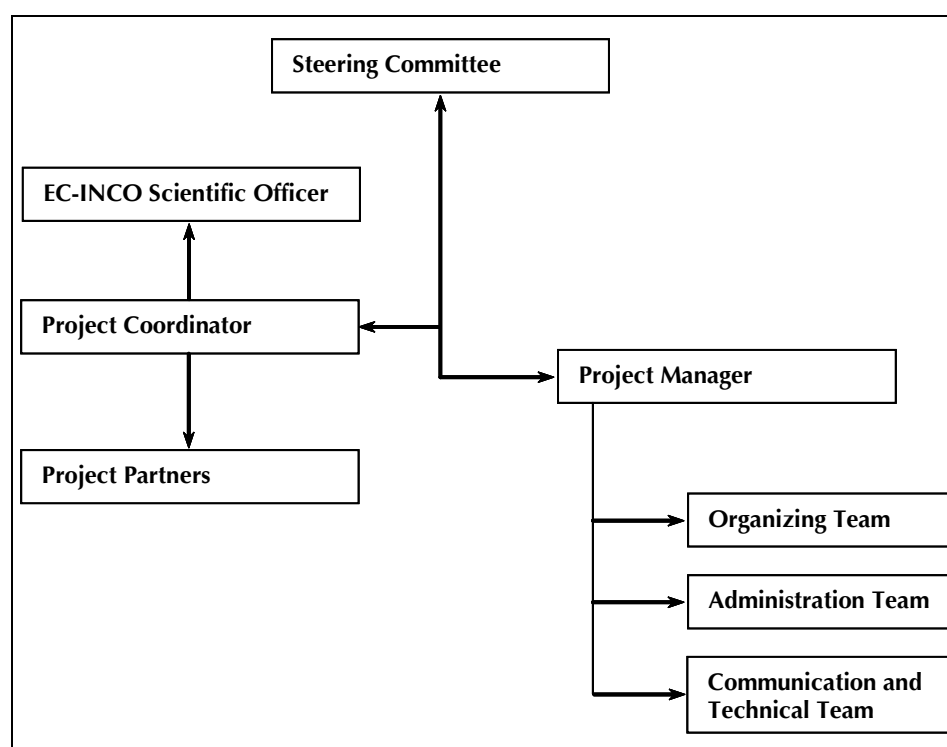 Steering Committee
EC-INCO Scientific Officer
Project Coordinator
Project Manager
Project Partners
Organizing Team
Administration Team
Communication and
Technical Team